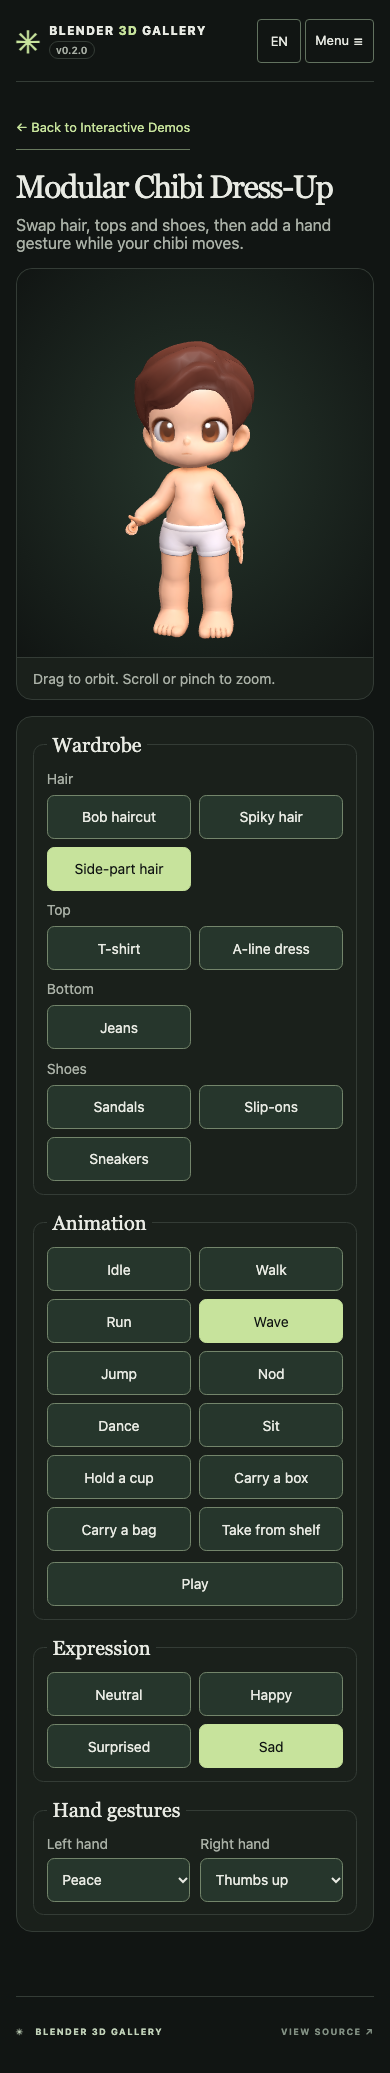 BLENDER 3D GALLERY
v0.2.0
EN
Menu ≡
← Back to Interactive Demos
Modular Chibi Dress-Up
Swap hair, tops and shoes, then add a hand
gesture while your chibi moves.
Drag to orbit. Scroll or pinch to zoom.
Wardrobe
Hair
Bob haircut
Spiky hair
Side-part hair
Top
T-shirt
A-line dress
Bottom
Jeans
Shoes
Sandals
Slip-ons
Sneakers
Animation
Idle
Walk
Run
Wave
Jump
Nod
Dance
Sit
Hold a cup
Carry a box
Carry a bag
Take from shelf
Play
Expression
Neutral
Happy
Surprised
Sad
Hand gestures
Left hand
Right hand
Peace
Thumbs up
BLENDER 3D GALLERY
VIEW SOURCE ↗